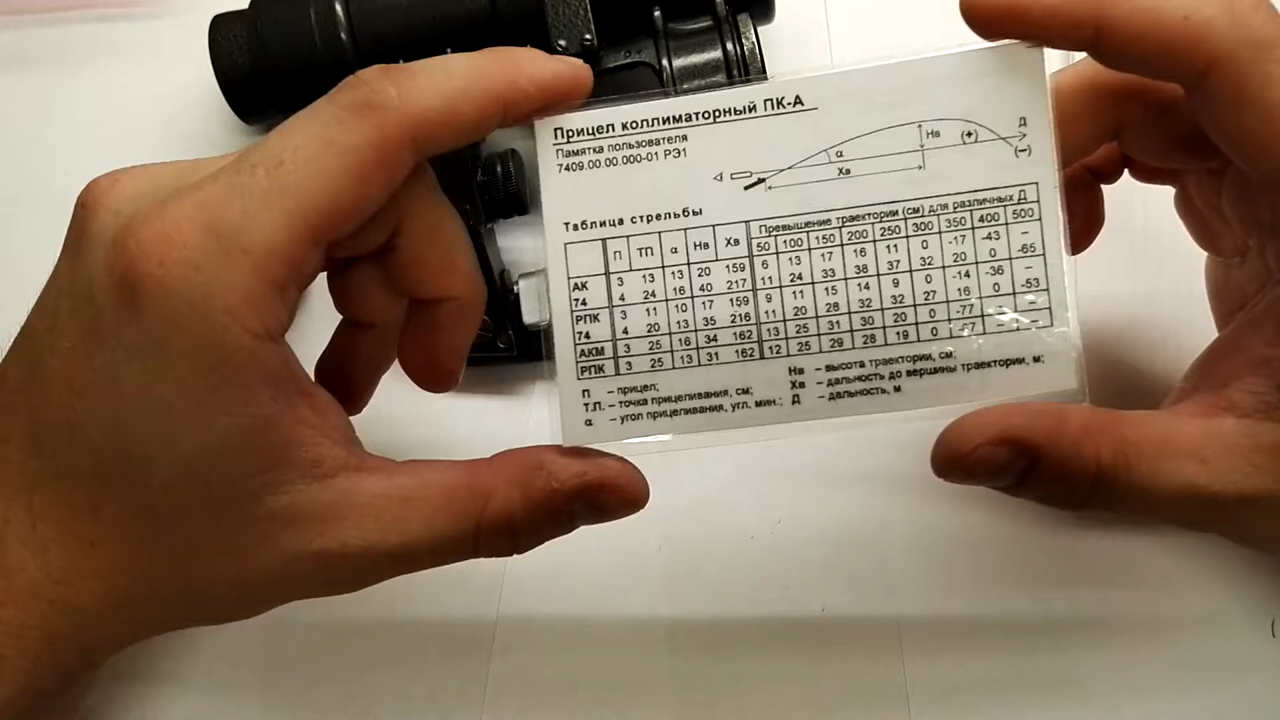 Прицел коллиматорный ПК-А
Памятка пользователя
7409.00.00.000-01 РЭ1
α Нв Хв (+) Д (–)
Таблица стрельбы
П ТП α Нв Хв Превышение траектории (см) для различных Д
50 100 150 200 250 300 350 400 500
АК 74 3 13 13 20 159 6 13 17 16 11 0 -17 -43 –
4 24 16 40 217 11 24 33 38 37 32 20 0 -65
РПК 74 3 11 10 17 159 9 11 15 14 9 0 -14 -36 –
4 20 13 35 216 11 20 28 32 32 27 16 0 -53
АКМ 3 25 16 34 162 13 25 31 30 20 0 -77 – –
РПК 3 25 13 31 162 12 25 29 28 19 0 – –
П – прицел;
Т.П. – точка прицеливания, см;
α – угол прицеливания, угл. мин.;
Нв – высота траектории, см;
Хв – дальность до вершины траектории, м;
Д – дальность, м